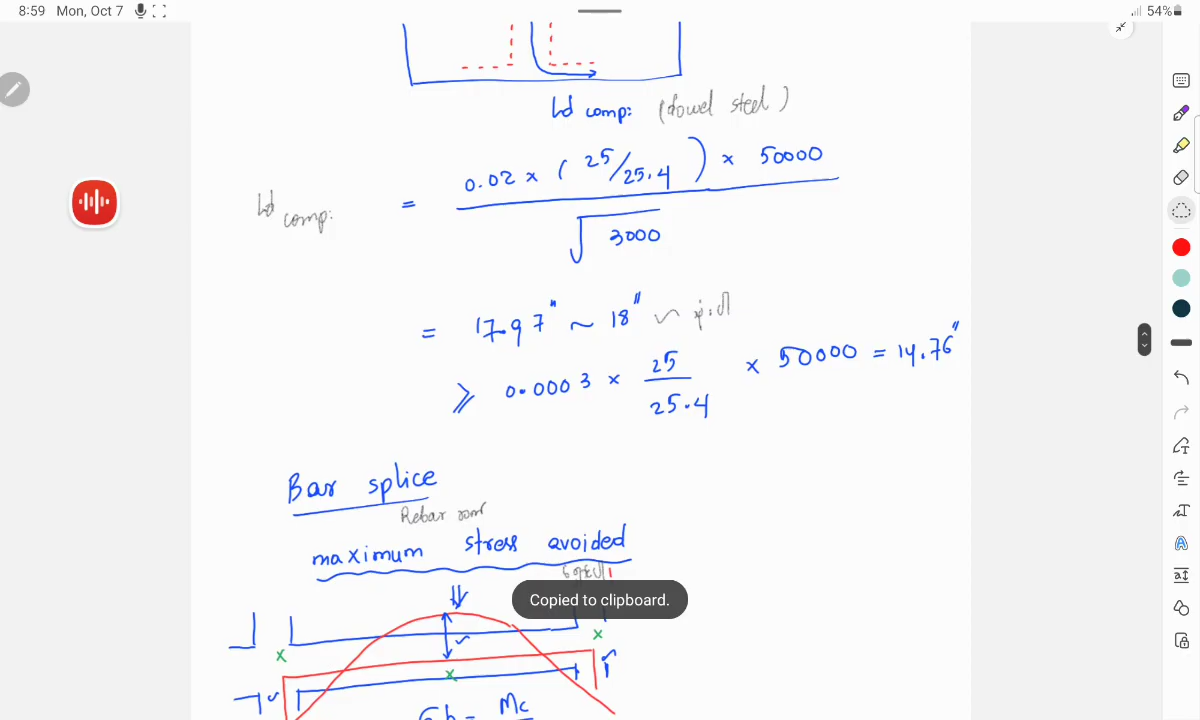 8:59 Mon, Oct 7
54%
Ld comp: (dowel steel)
Ld comp: = 0.02 × ( 25/25.4 ) × 50000
√3000
= 17.97" ~ 18"
≥ 0.0003 × 25/25.4 × 50000 = 14.76"
Bar splice
Rebar
maximum stress avoided
Copied to clipboard.
Mc